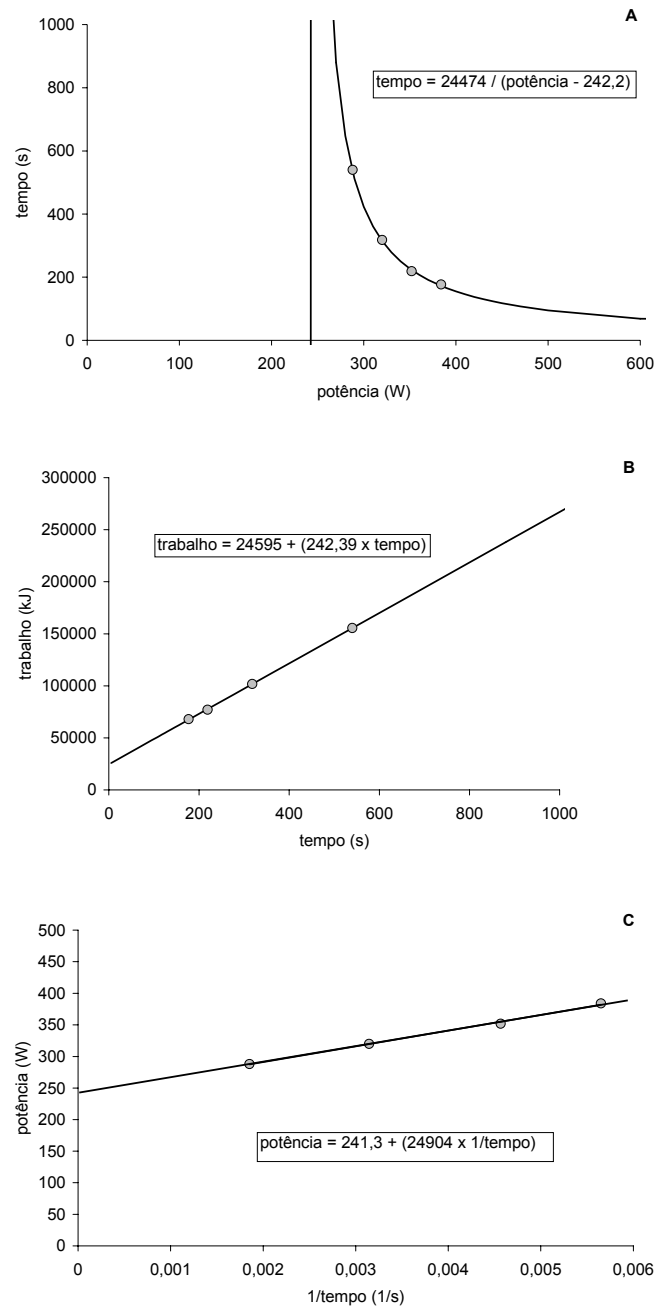 A
1000
800
600
400
200
0
tempo (s)
tempo = 24474 / (potência - 242,2)
0 100 200 300 400 500 600
potência (W)
B
300000
250000
200000
150000
100000
50000
0
trabalho (kJ)
trabalho = 24595 + (242,39 x tempo)
0 200 400 600 800 1000
tempo (s)
C
500
450
400
350
300
250
200
150
100
50
0
potência (W)
potência = 241,3 + (24904 x 1/tempo)
0 0,001 0,002 0,003 0,004 0,005 0,006
1/tempo (1/s)